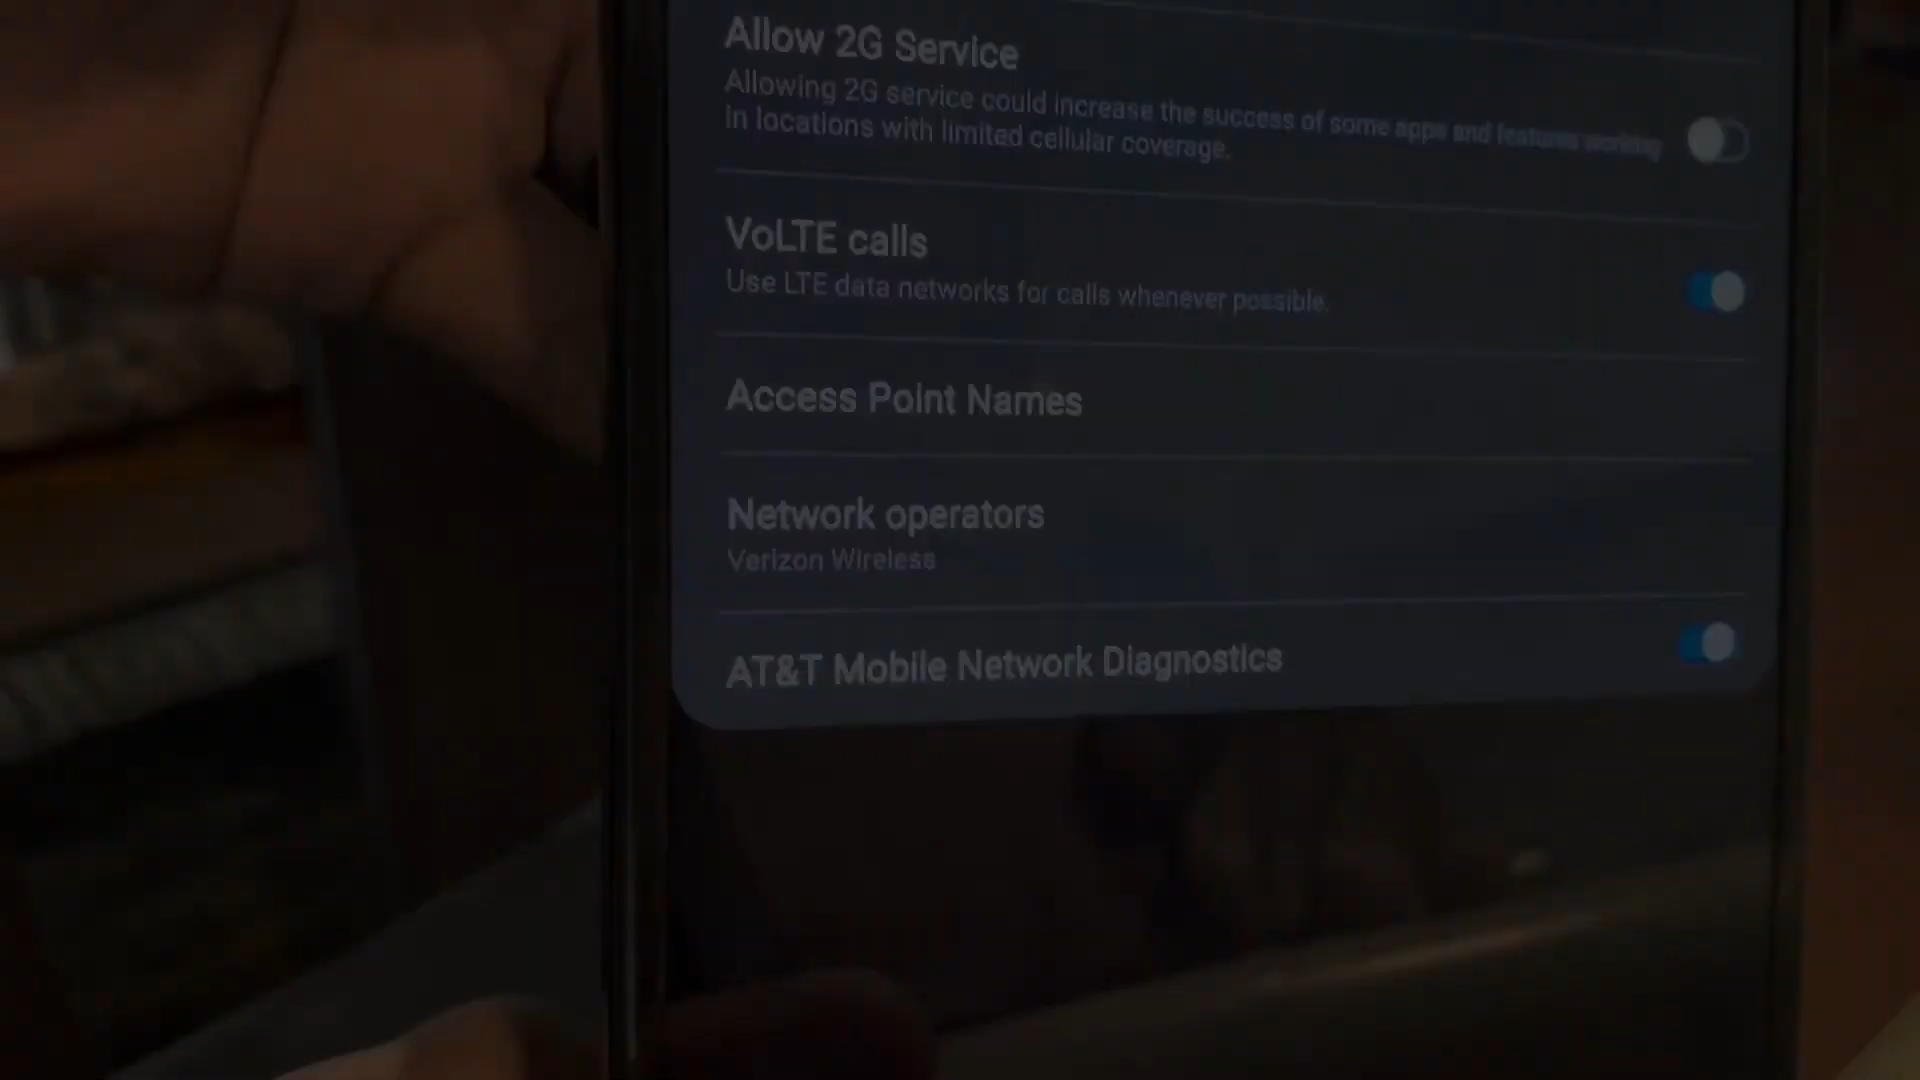 Allow 2G Service
Allowing 2G service could increase the success of some apps and features working
in locations with limited cellular coverage.
VoLTE calls
Use LTE data networks for calls whenever possible.
Access Point Names
Network operators
Verizon Wireless
AT&T Mobile Network Diagnostics